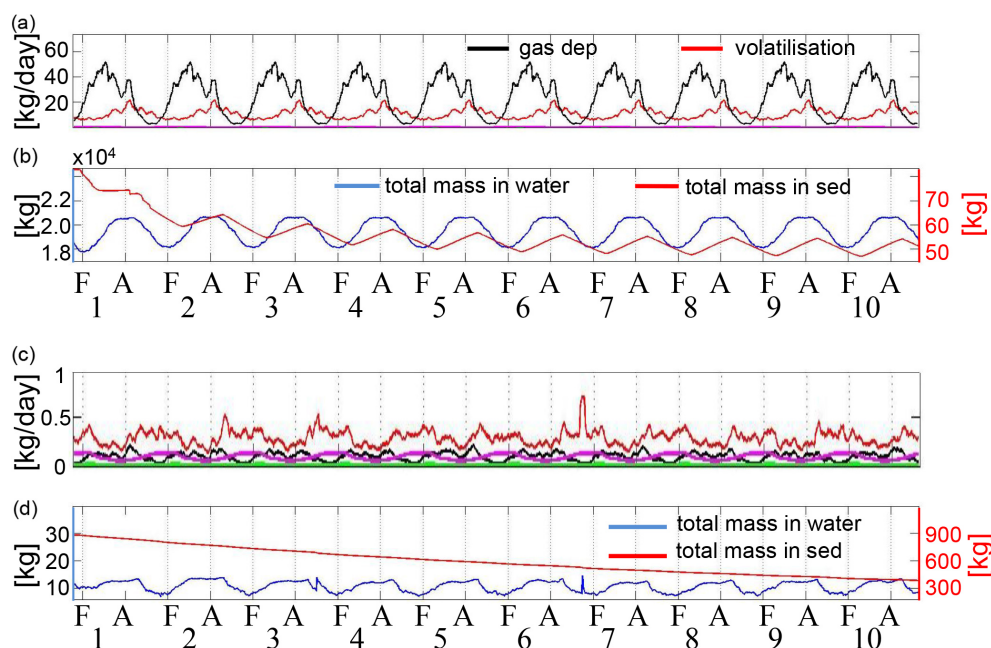 (a)
gas dep volatilisation
[kg/day]
60
40
20
(b)
x10⁴
total mass in water total mass in sed
[kg]
2.2
2.0
1.8
70
60
50
[kg]
F A F A F A F A F A F A F A F A F A F A
1 2 3 4 5 6 7 8 9 10
(c)
[kg/day]
1
0.5
0
(d)
total mass in water
total mass in sed
[kg]
30
20
10
900
600
300
[kg]
F A F A F A F A F A F A F A F A F A F A
1 2 3 4 5 6 7 8 9 10